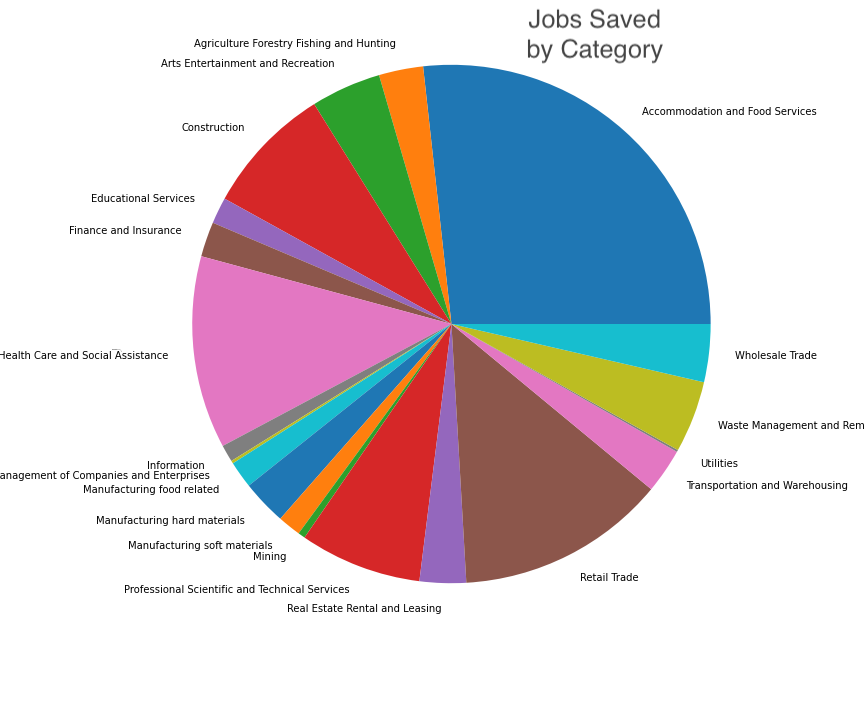 Jobs Saved
by Category
Agriculture Forestry Fishing and Hunting
Arts Entertainment and Recreation
Accommodation and Food Services
Construction
Educational Services
Finance and Insurance
Health Care and Social Assistance
Wholesale Trade
Waste Management and Rem
Information
Utilities
anagement of Companies and Enterprises
Transportation and Warehousing
Manufacturing food related
Manufacturing hard materials
Manufacturing soft materials
Mining
Retail Trade
Professional Scientific and Technical Services
Real Estate Rental and Leasing